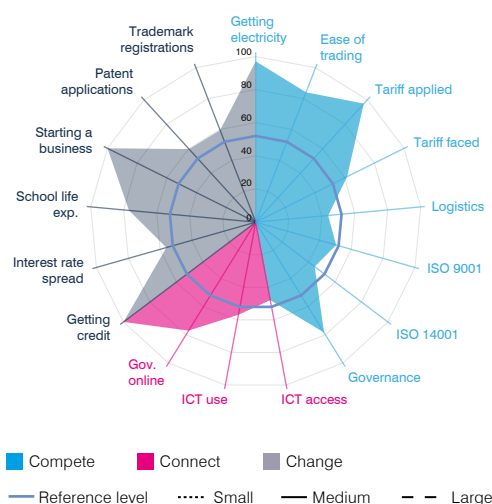 Getting
electricity
Ease of
trading
Tariff applied
Tariff faced
Logistics
ISO 9001
ISO 14001
Governance
ICT access
ICT use
Gov.
online
Getting
credit
Interest rate
spread
School life
exp.
Starting a
business
Patent
applications
Trademark
registrations
100
80
60
40
20
0
Compete
Connect
Change
Reference level
Small
Medium
Large